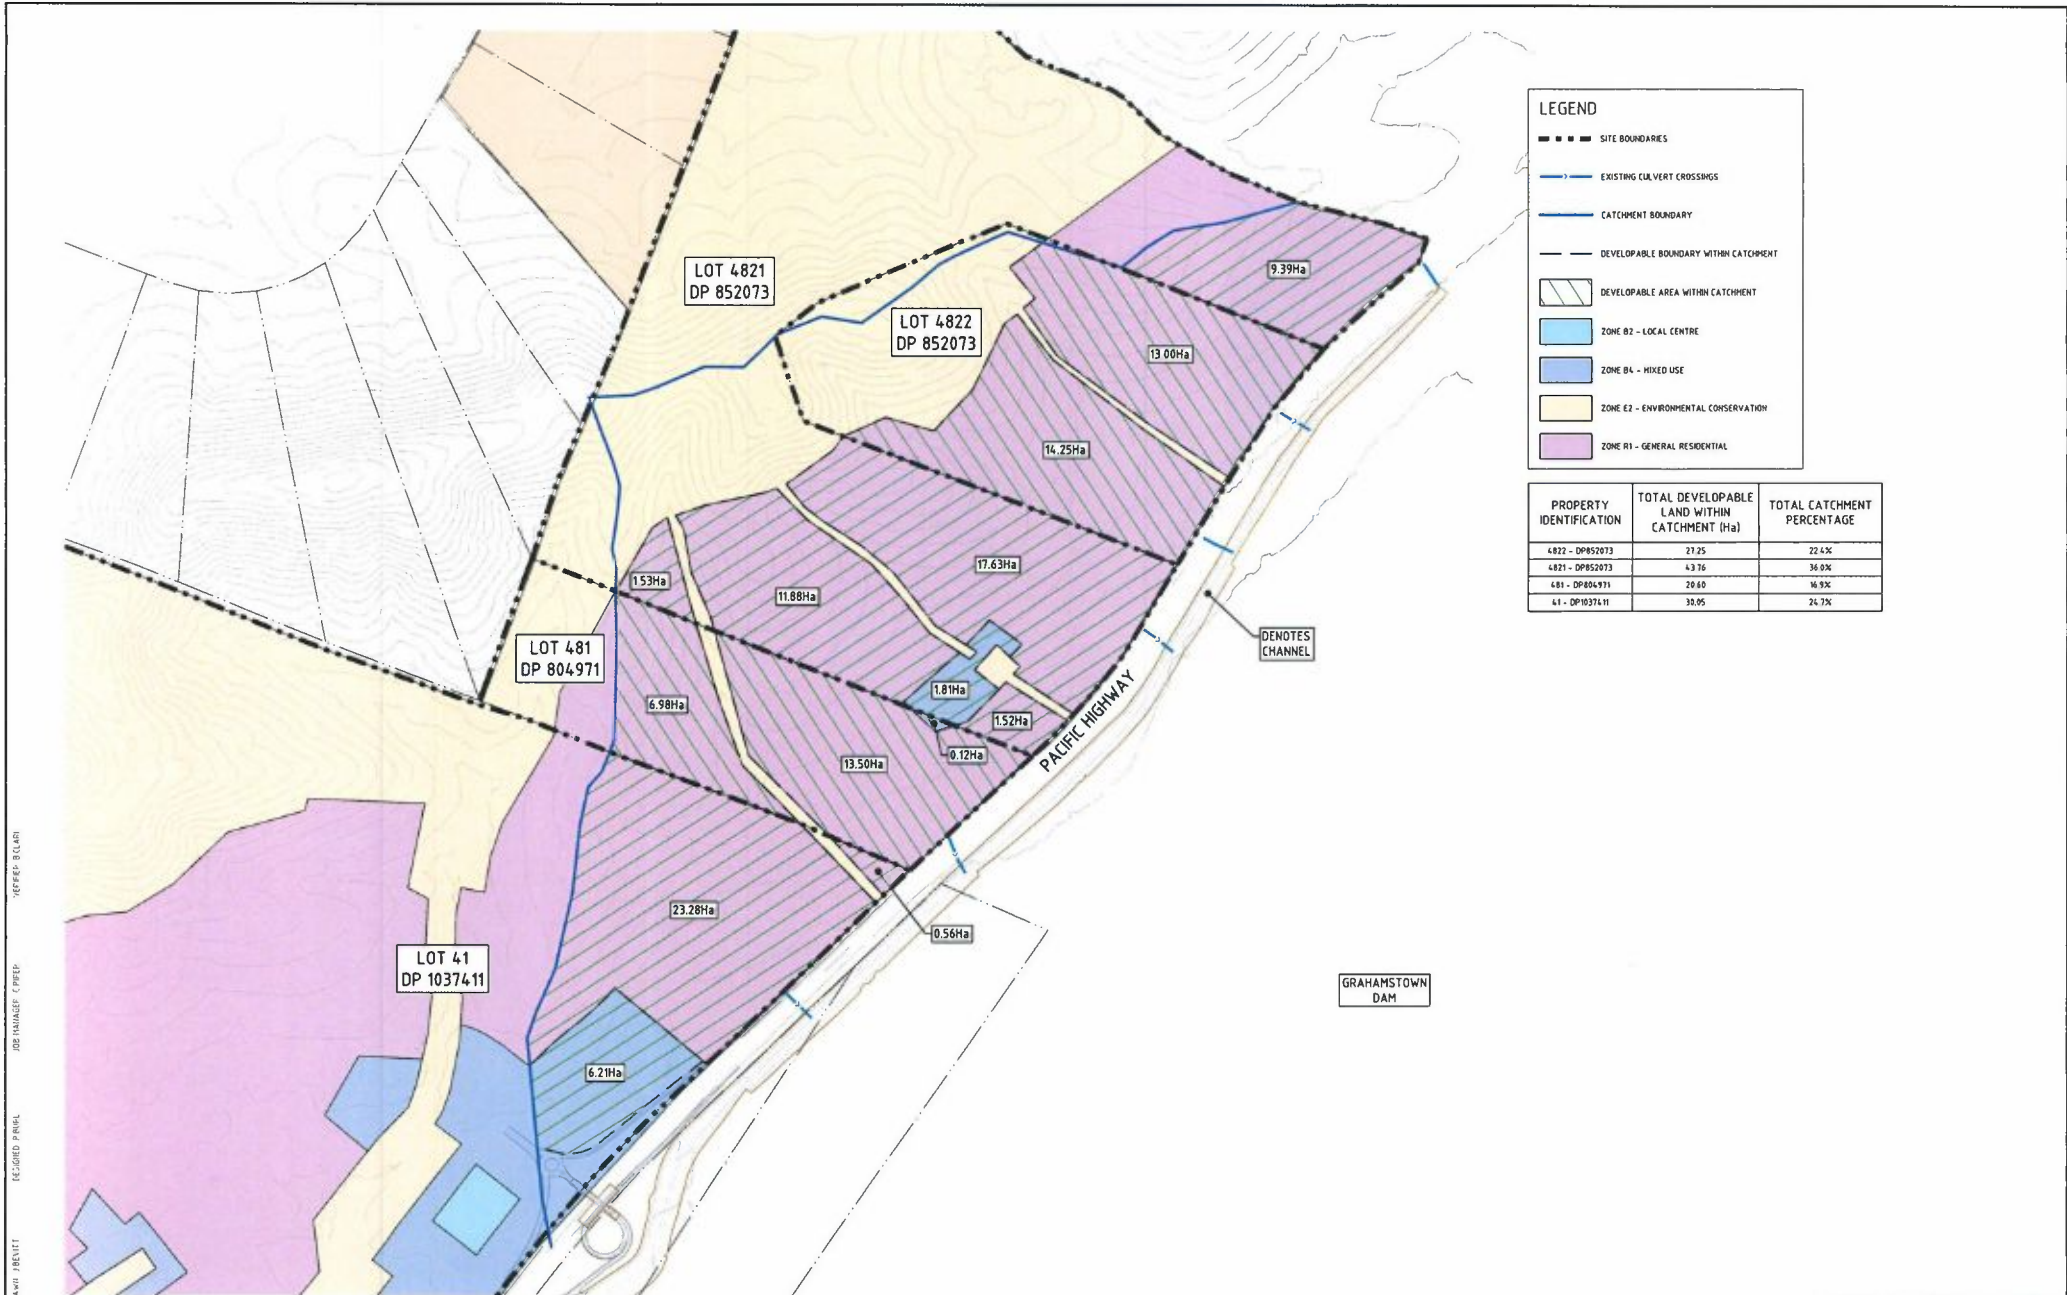 LOT 4821
DP 852073
LOT 4822
DP 852073
9.39Ha
13.00Ha
14.25Ha
17.63Ha
1.53Ha
11.88Ha
LOT 481
DP 804971
6.98Ha
1.81Ha
1.52Ha
0.12Ha
13.50Ha
PACIFIC HIGHWAY
DENOTES
CHANNEL
23.28Ha
0.56Ha
LOT 41
DP 1037411
6.21Ha
GRAHAMSTOWN
DAM
LEGEND
SITE BOUNDARIES
EXISTING CULVERT CROSSINGS
CATCHMENT BOUNDARY
DEVELOPABLE BOUNDARY WITHIN CATCHMENT
DEVELOPABLE AREA WITHIN CATCHMENT
ZONE B2 - LOCAL CENTRE
ZONE B4 - MIXED USE
ZONE E2 - ENVIRONMENTAL CONSERVATION
ZONE R1 - GENERAL RESIDENTIAL
PROPERTY IDENTIFICATION TOTAL DEVELOPABLE LAND WITHIN CATCHMENT (Ha) TOTAL CATCHMENT PERCENTAGE
4822 - DP852073 27.25 22.4%
4821 - DP852073 43.76 36.0%
481 - DP804971 20.60 16.9%
41 - DP1037411 30.05 24.7%
JOB MANAGER
DESIGNED